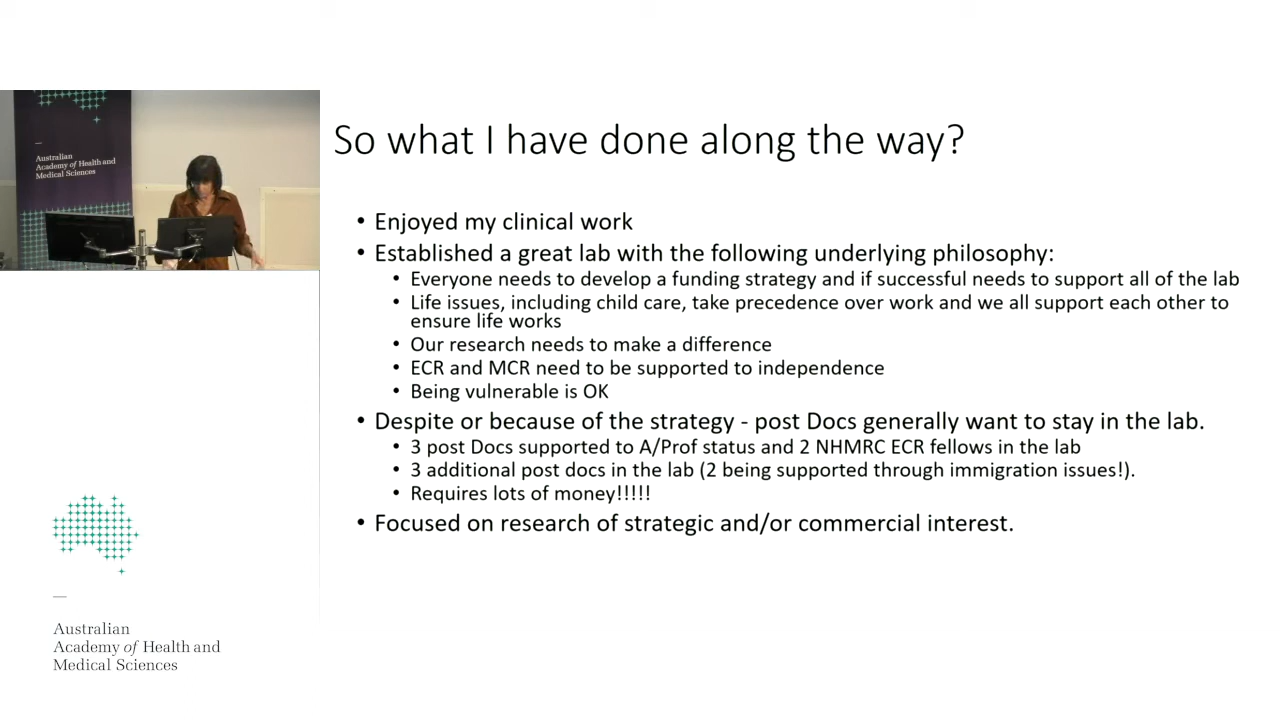 Australian
Academy of Health and
Medical Sciences
So what I have done along the way?
• Enjoyed my clinical work
• Established a great lab with the following underlying philosophy:
• Everyone needs to develop a funding strategy and if successful needs to support all of the lab
• Life issues, including child care, take precedence over work and we all support each other to
ensure life works
• Our research needs to make a difference
• ECR and MCR need to be supported to independence
• Being vulnerable is OK
• Despite or because of the strategy - post Docs generally want to stay in the lab.
• 3 post Docs supported to A/Prof status and 2 NHMRC ECR fellows in the lab
• 3 additional post docs in the lab (2 being supported through immigration issues!).
• Requires lots of money!!!!!
• Focused on research of strategic and/or commercial interest.
Australian
Academy of Health and
Medical Sciences